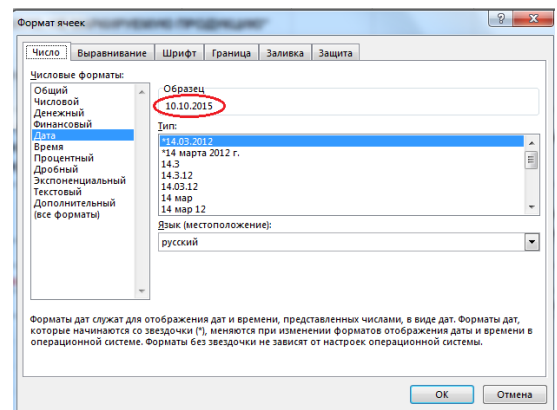 Формат ячеек
Число Выравнивание Шрифт Граница Заливка Защита
Числовые форматы:
Общий
Числовой
Денежный
Финансовый
Дата
Время
Процентный
Дробный
Экспоненциальный
Текстовый
Дополнительный
(все форматы)
Образец
10.10.2015
Тип:
*14.03.2012
*14 марта 2012 г.
14.3
14.3.12
14.03.12
14 мар
14 мар 12
Язык (местоположение):
русский
Форматы дат служат для отображения дат и времени, представленных числами, в виде дат. Форматы дат,
которые начинаются со звездочки (*), меняются при изменении форматов отображения даты и времени в
операционной системе. Форматы без звездочки не зависят от настроек операционной системы.
ОК Отмена